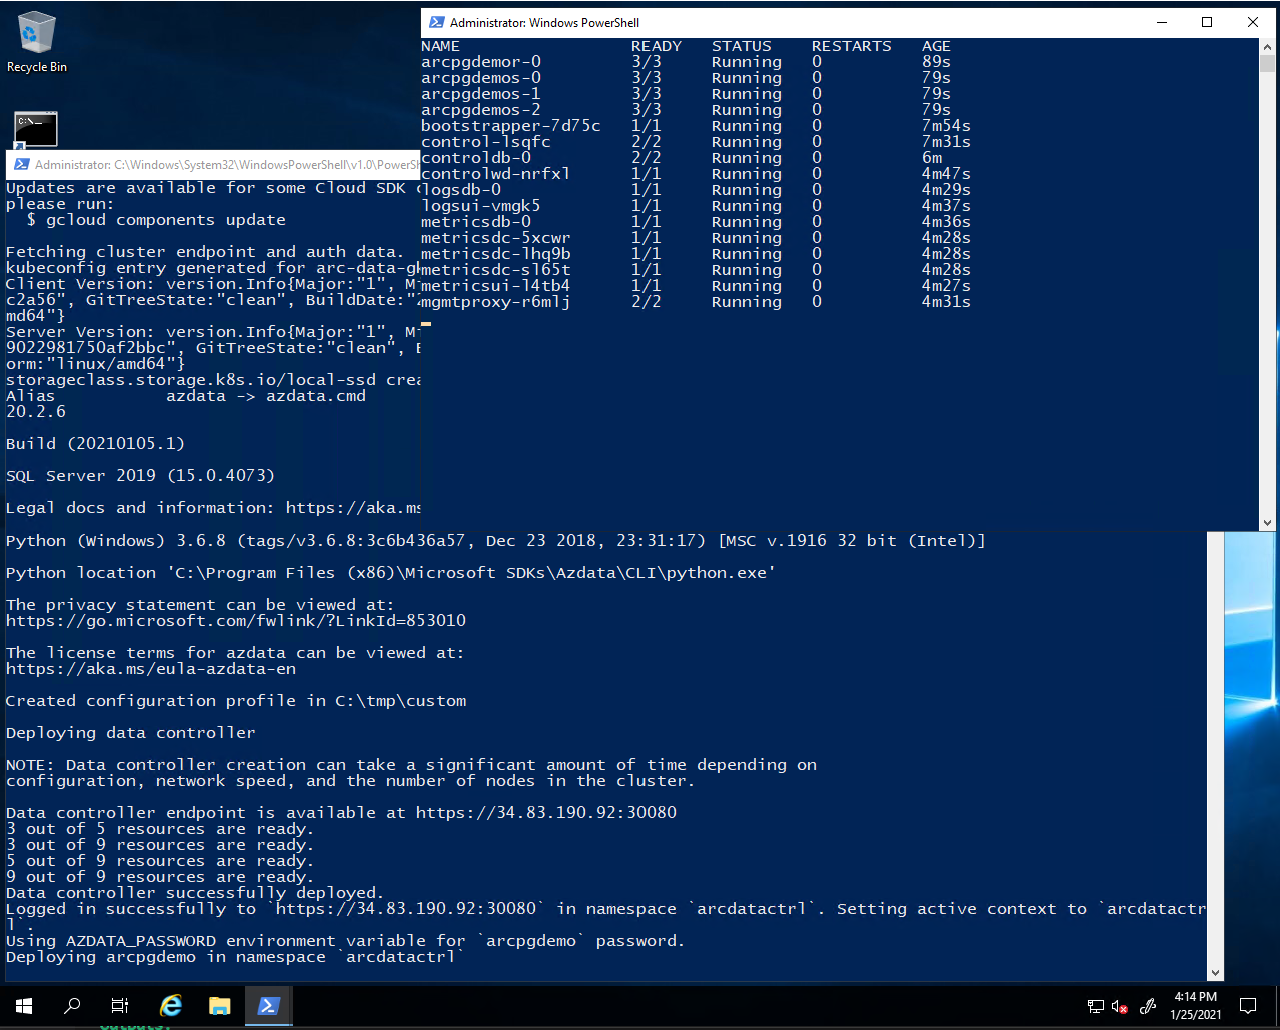 Recycle Bin
Administrator: Windows PowerShell
NAME READY STATUS RESTARTS AGE
arcpgdemor-0 3/3 Running 0 89s
arcpgdemos-0 3/3 Running 0 79s
arcpgdemos-1 3/3 Running 0 79s
arcpgdemos-2 3/3 Running 0 79s
bootstrapper-7d75c 1/1 Running 0 7m54s
control-lsqfc 2/2 Running 0 7m31s
controldb-0 2/2 Running 0 6m
controlwd-nrfxl 1/1 Running 0 4m47s
logsdb-0 1/1 Running 0 4m29s
logsui-vmgk5 1/1 Running 0 4m37s
metricsdb-0 1/1 Running 0 4m36s
metricsdc-5xcwr 1/1 Running 0 4m28s
metricsdc-lhq9b 1/1 Running 0 4m28s
metricsdc-sl65t 1/1 Running 0 4m28s
metricsui-l4tb4 1/1 Running 0 4m27s
mgmtproxy-r6mlj 2/2 Running 0 4m31s
Administrator: C:\Windows\System32\WindowsPowerShell\v1.0\PowerS
Updates are available for some Cloud SDK
please run:
$ gcloud components update
Fetching cluster endpoint and auth data.
kubeconfig entry generated for arc-data-gk
Client Version: version.Info{Major:"1", Mi
c2a56", GitTreeState:"clean", BuildDate:"2
md64"}
Server Version: version.Info{Major:"1", Mi
9022981750af2bbc", GitTreeState:"clean", B
orm:"linux/amd64"}
storageclass.storage.k8s.io/local-ssd crea
Alias azdata -> azdata.cmd
20.2.6
Build (20210105.1)
SQL Server 2019 (15.0.4073)
Legal docs and information: https://aka.ms
Python (Windows) 3.6.8 (tags/v3.6.8:3c6b436a57, Dec 23 2018, 23:31:17) [MSC v.1916 32 bit (Intel)]
Python location 'C:\Program Files (x86)\Microsoft SDKs\Azdata\CLI\python.exe'
The privacy statement can be viewed at:
https://go.microsoft.com/fwlink/?LinkId=853010
The license terms for azdata can be viewed at:
https://aka.ms/eula-azdata-en
Created configuration profile in C:\tmp\custom
Deploying data controller
NOTE: Data controller creation can take a significant amount of time depending on
configuration, network speed, and the number of nodes in the cluster.
Data controller endpoint is available at https://34.83.190.92:30080
3 out of 5 resources are ready.
3 out of 9 resources are ready.
5 out of 9 resources are ready.
9 out of 9 resources are ready.
Data controller successfully deployed.
Logged in successfully to `https://34.83.190.92:30080` in namespace `arcdatactrl`. Setting active context to `arcdatactr
l`.
Using AZDATA_PASSWORD environment variable for `arcpgdemo` password.
Deploying arcpgdemo in namespace `arcdatactrl`
4:14 PM
1/25/2021